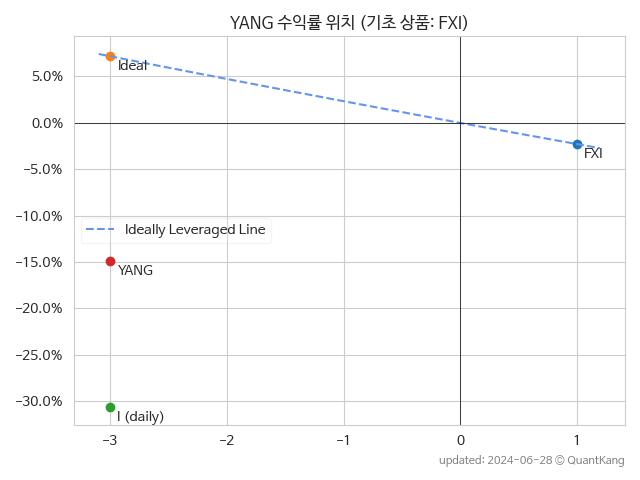 YANG 수익률 위치 (기초 상품: FXI)
Ideal
5.0%
0.0%
FXI
−5.0%
−10.0%
Ideally Leveraged Line
−15.0%
YANG
−20.0%
−25.0%
−30.0%
I (daily)
−3
−2
−1
0
1
updated: 2024-06-28 © QuantKang